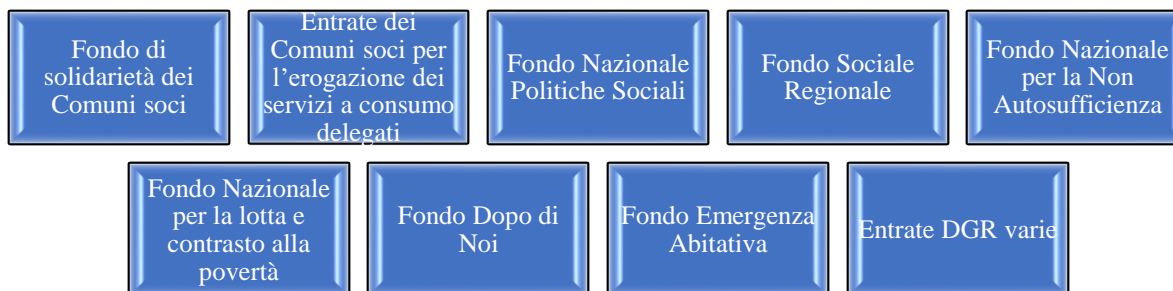 Fondo di
solidarietà dei
Comuni soci
Entrate dei
Comuni soci per
l’erogazione dei
servizi a consumo
delegati
Fondo Nazionale
Politiche Sociali
Fondo Sociale
Regionale
Fondo Nazionale
per la Non
Autosufficienza
Fondo Nazionale
per la lotta e
contrasto alla
povertà
Fondo Dopo di
Noi
Fondo Emergenza
Abitativa
Entrate DGR varie